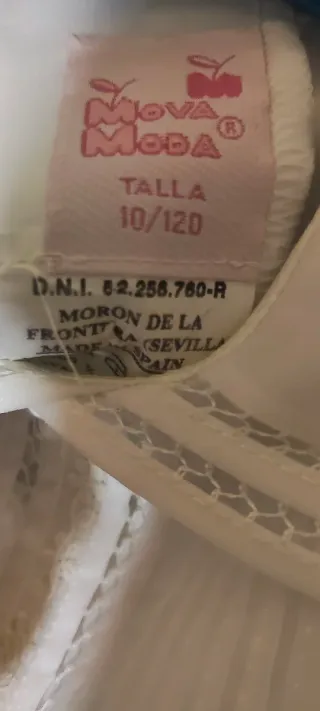 MOVA
MODA ®
TALLA
10/120
D.N.I. 52.256.760-R
MORON DE LA
FRONTERA (SEVILLA
MADE IN SPAIN